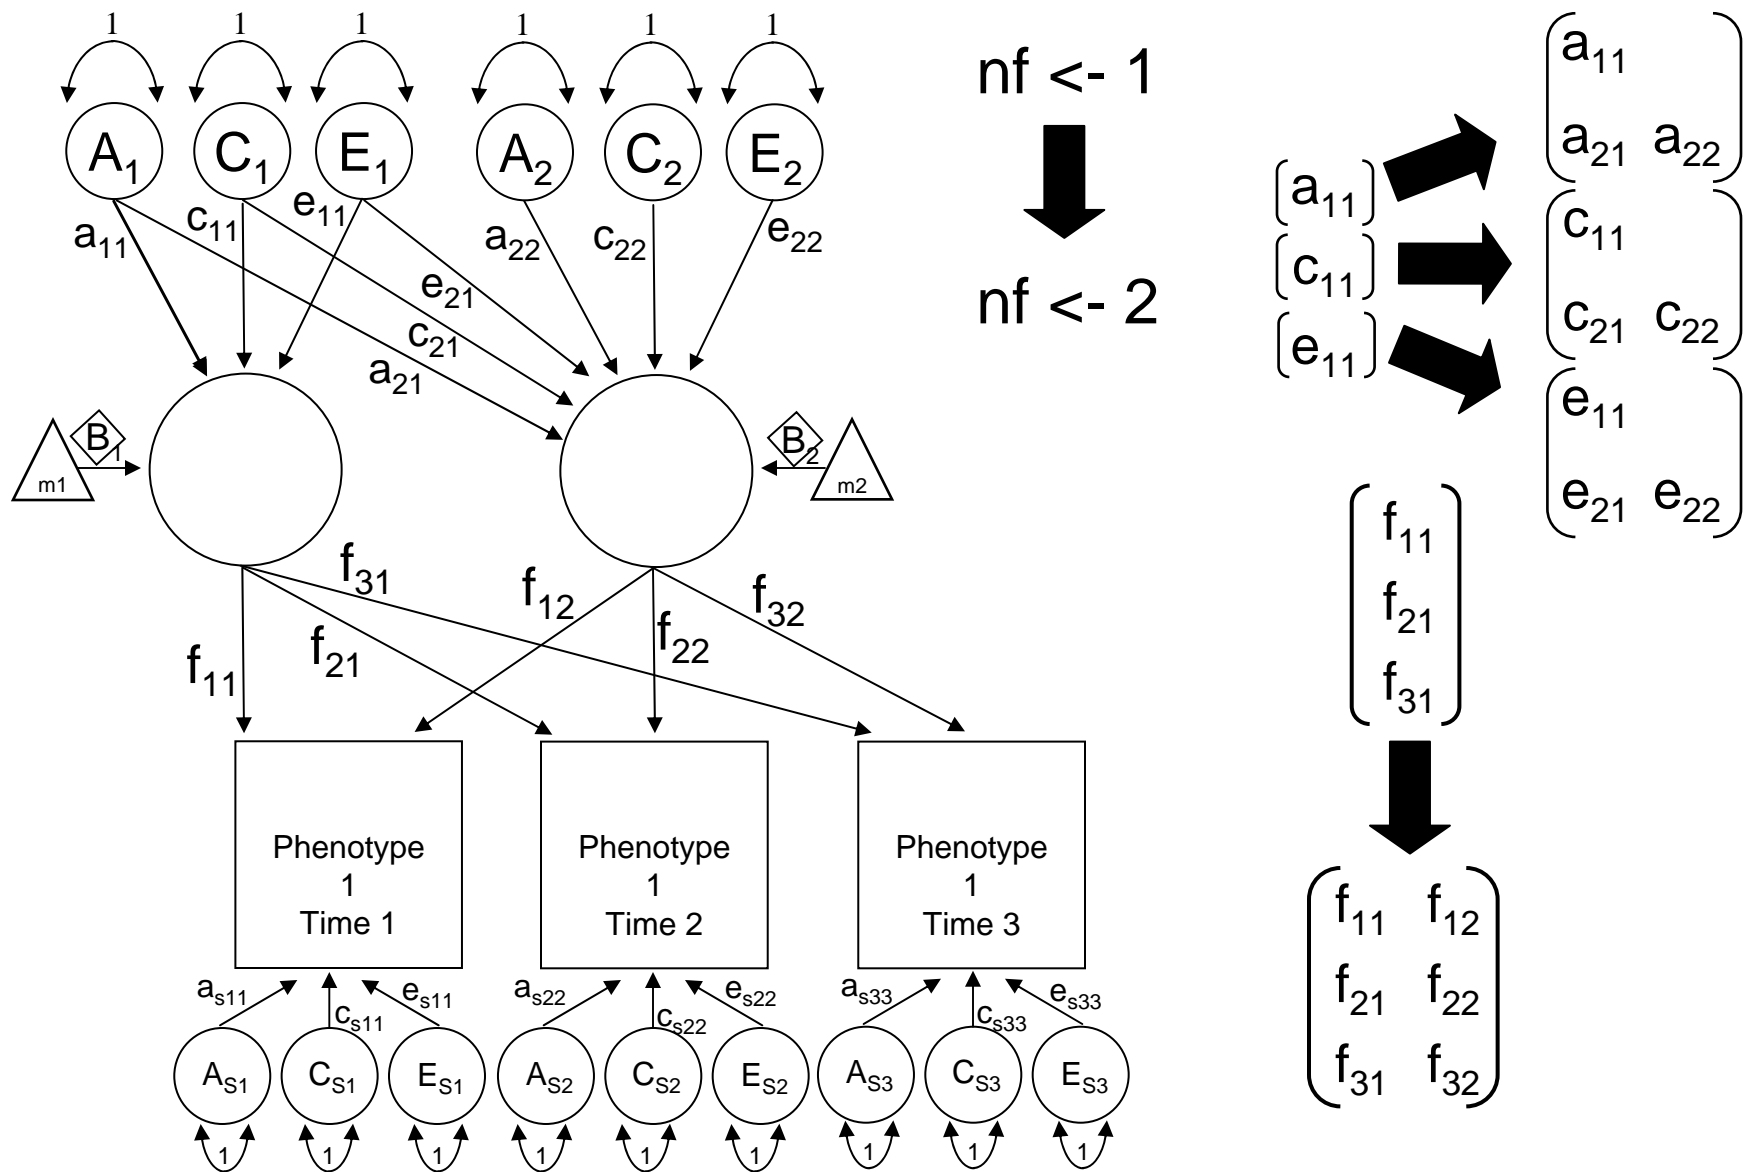 1 1 1 1 1 1
A1 C1 E1 A2 C2 E2
a11 c11 e11 a22 c22 e22
e21
c21
a21
B1 B2
m1 m2
f31 f12 f32
f11 f21 f22
Phenotype
1
Time 1
Phenotype
1
Time 2
Phenotype
1
Time 3
as11 cs11 es11 as22 cs22 es22 as33 cs33 es33
AS1 CS1 ES1 AS2 CS2 ES2 AS3 CS3 ES3
1 1 1 1 1 1 1 1 1
nf <- 1
nf <- 2
a11
c11
e11
a11
a21 a22
c11
c21 c22
e11
e21 e22
f11
f21
f31
f11 f12
f21 f22
f31 f32